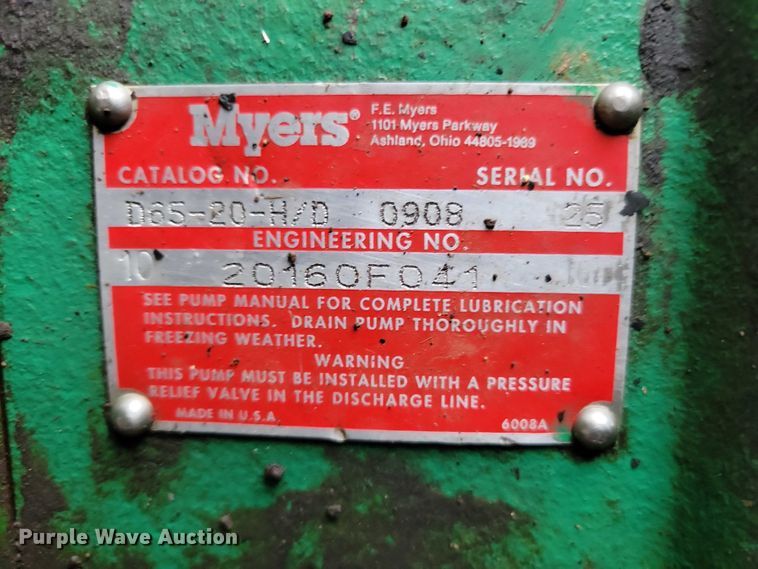 Myers®
F.E. Myers
1101 Myers Parkway
Ashland, Ohio 44805-1969
CATALOG NO. SERIAL NO.
D65-20-H/D 0908 25
ENGINEERING NO.
10 20160F041
SEE PUMP MANUAL FOR COMPLETE LUBRICATION
INSTRUCTIONS. DRAIN PUMP THOROUGHLY IN
FREEZING WEATHER.
WARNING
THIS PUMP MUST BE INSTALLED WITH A PRESSURE
RELIEF VALVE IN THE DISCHARGE LINE.
MADE IN U.S.A. 6008A
Purple Wave Auction